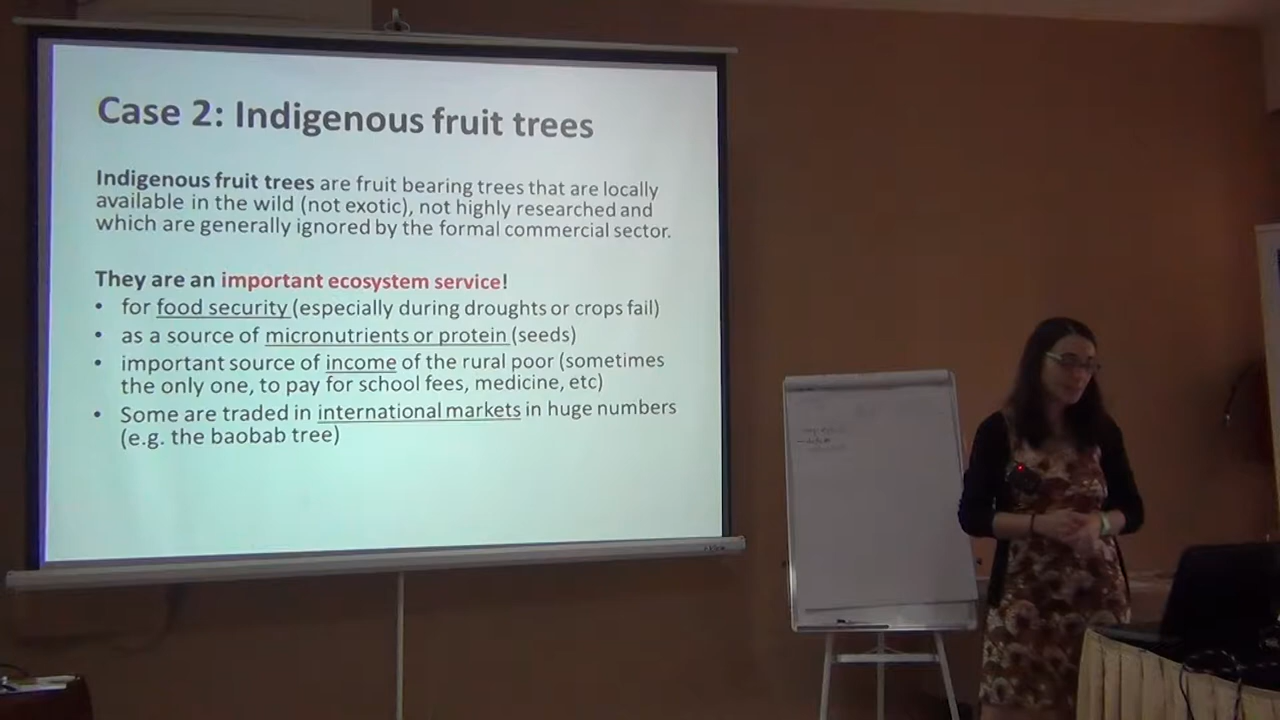 Case 2: Indigenous fruit trees
Indigenous fruit trees are fruit bearing trees that are locally
available in the wild (not exotic), not highly researched and
which are generally ignored by the formal commercial sector.
They are an important ecosystem service!
• for food security (especially during droughts or crops fail)
• as a source of micronutrients or protein (seeds)
• important source of income of the rural poor (sometimes
the only one, to pay for school fees, medicine, etc)
• Some are traded in international markets in huge numbers
(e.g. the baobab tree)